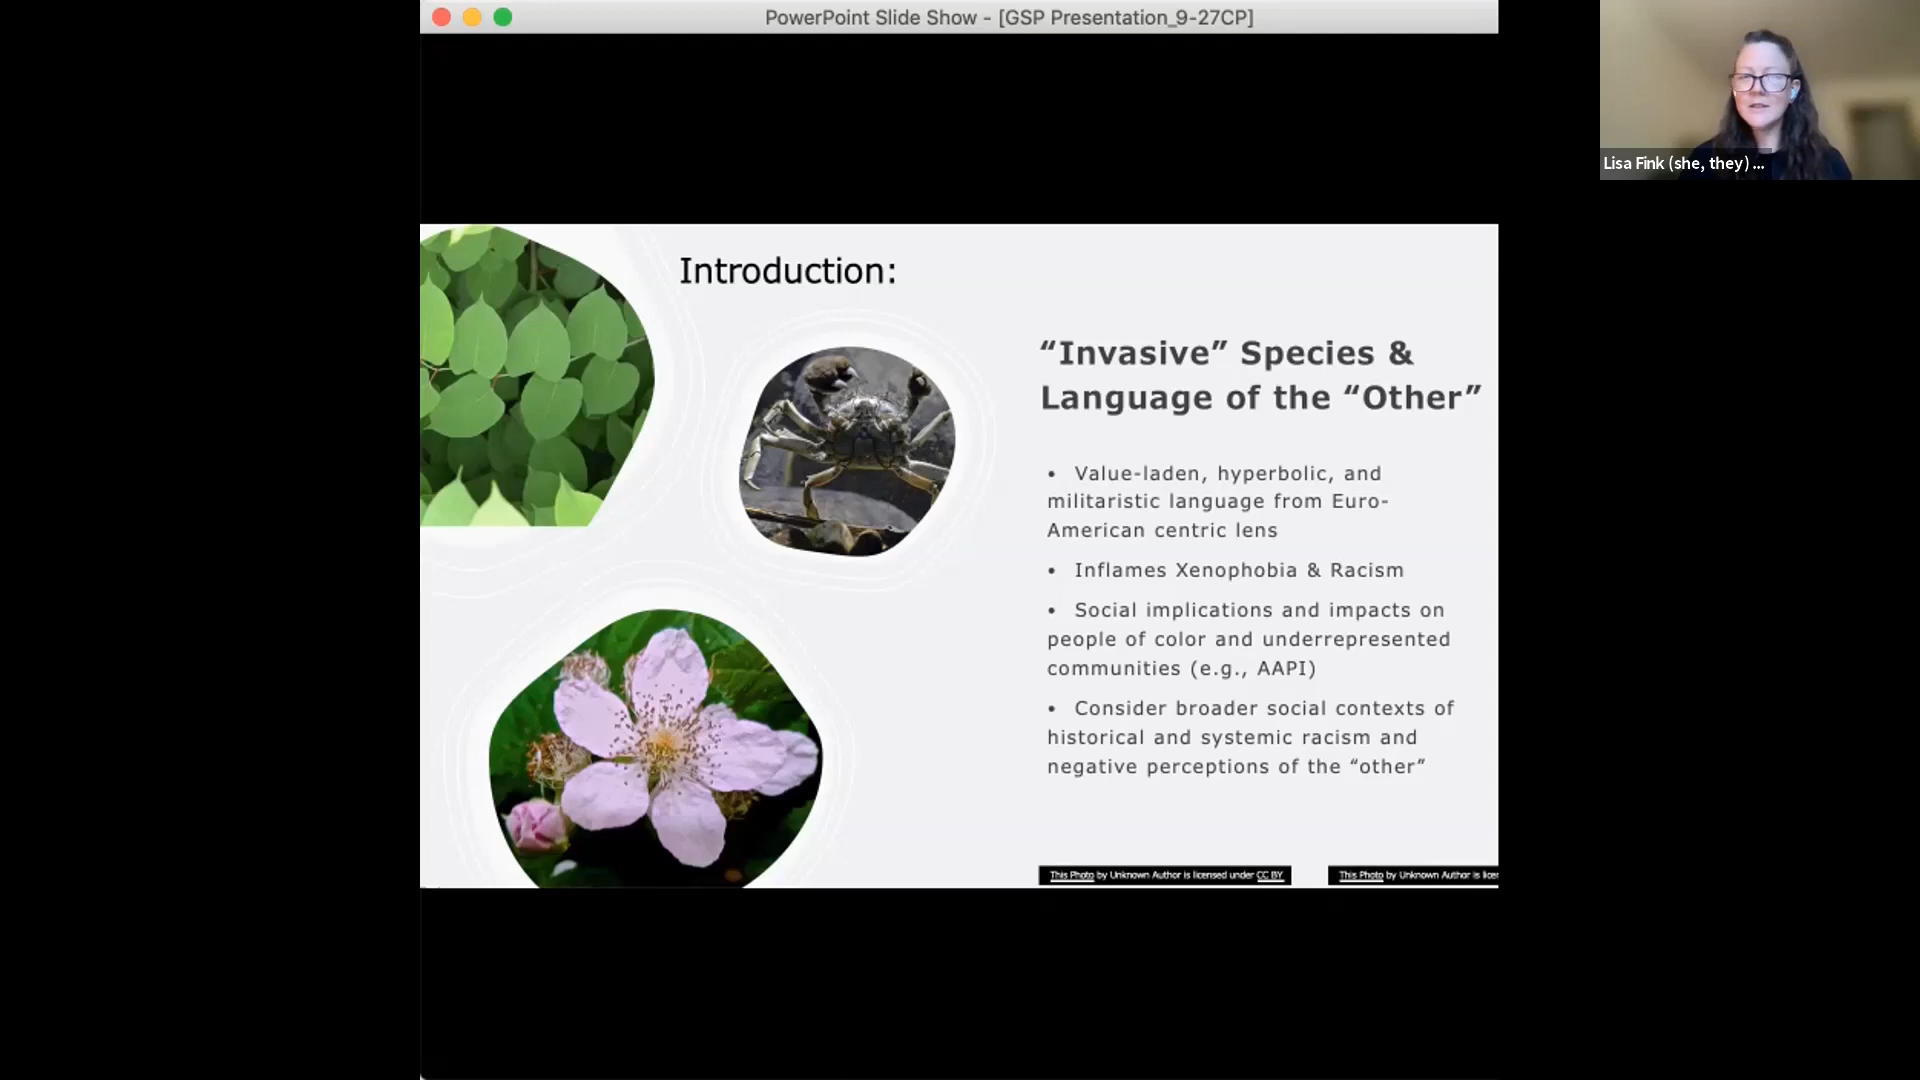 PowerPoint Slide Show - [GSP Presentation_9-27CP]
Lisa Fink (she, they) ...
Introduction:
“Invasive” Species &
Language of the “Other”
• Value-laden, hyperbolic, and
militaristic language from Euro-
American centric lens
• Inflames Xenophobia & Racism
• Social implications and impacts on
people of color and underrepresented
communities (e.g., AAPI)
• Consider broader social contexts of
historical and systemic racism and
negative perceptions of the “other”
This Photo by Unknown Author is licensed under CC BY
This Photo by Unknown Author is